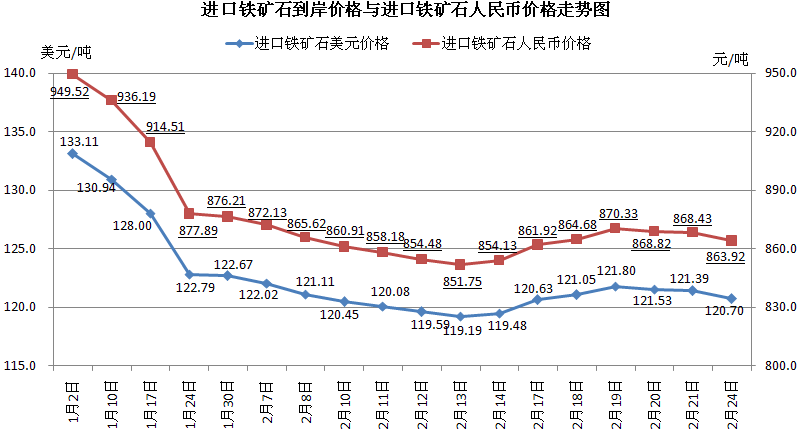 进口铁矿石到岸价格与进口铁矿石人民币价格走势图
美元/吨
进口铁矿石美元价格
进口铁矿石人民币价格
元/吨
140.0
135.0
130.0
125.0
120.0
115.0
950.0
920.0
890.0
860.0
830.0
800.0
949.52
936.19
914.51
877.89
876.21
872.13
865.62
860.91
858.18
854.48
851.75
854.13
861.92
864.68
870.33
868.82
868.43
863.92
133.11
130.94
128.00
122.79
122.67
122.02
121.11
120.45
120.08
119.59
119.19
119.48
120.63
121.05
121.80
121.53
121.39
120.70
1月2日
1月10日
1月17日
1月24日
1月30日
2月7日
2月8日
2月10日
2月11日
2月12日
2月13日
2月14日
2月17日
2月18日
2月19日
2月20日
2月21日
2月24日